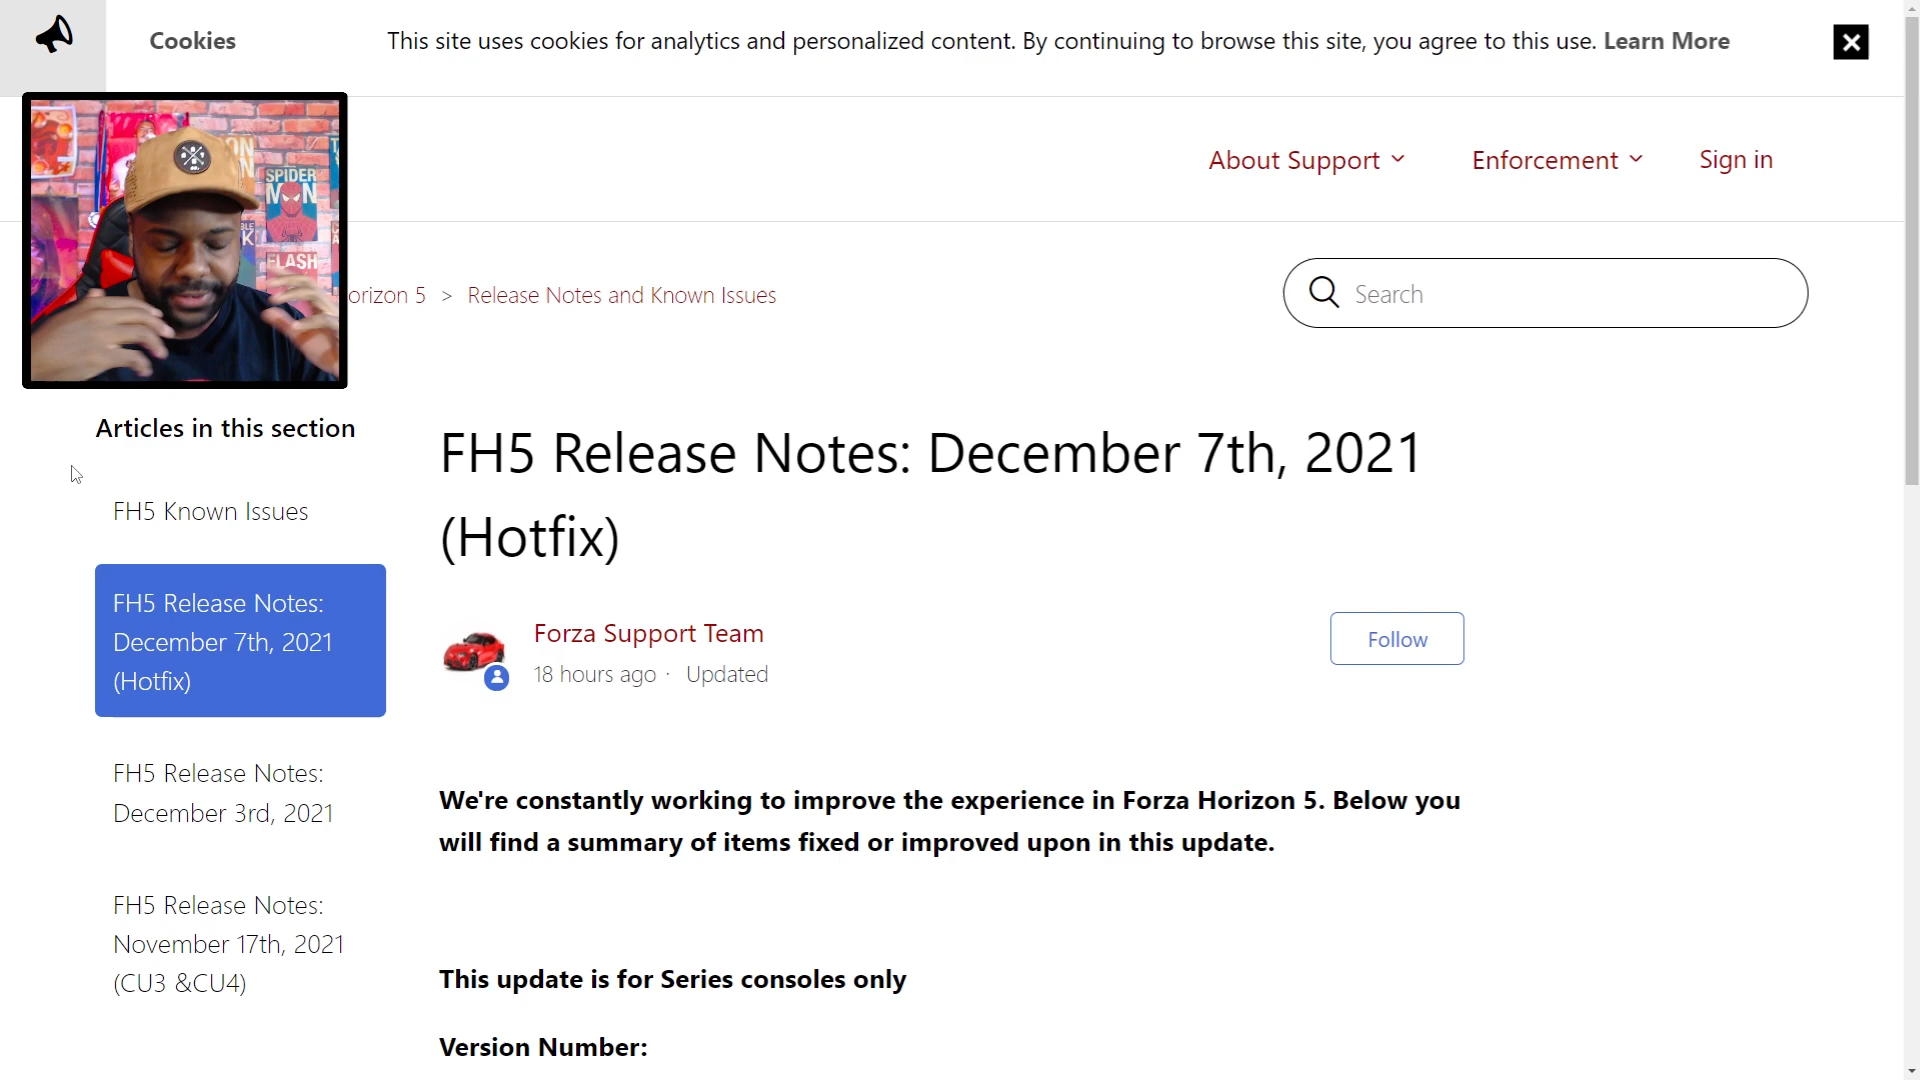 Cookies
This site uses cookies for analytics and personalized content. By continuing to browse this site, you agree to this use. Learn More
About Support
Enforcement
Sign in
SPIDER
FLASH
orizon 5 > Release Notes and Known Issues
Search
Articles in this section
FH5 Known Issues
FH5 Release Notes:
December 7th, 2021
(Hotfix)
FH5 Release Notes:
December 3rd, 2021
FH5 Release Notes:
November 17th, 2021
(CU3 &CU4)
FH5 Release Notes: December 7th, 2021
(Hotfix)
Forza Support Team
18 hours ago · Updated
Follow
We're constantly working to improve the experience in Forza Horizon 5. Below you
will find a summary of items fixed or improved upon in this update.
This update is for Series consoles only
Version Number: